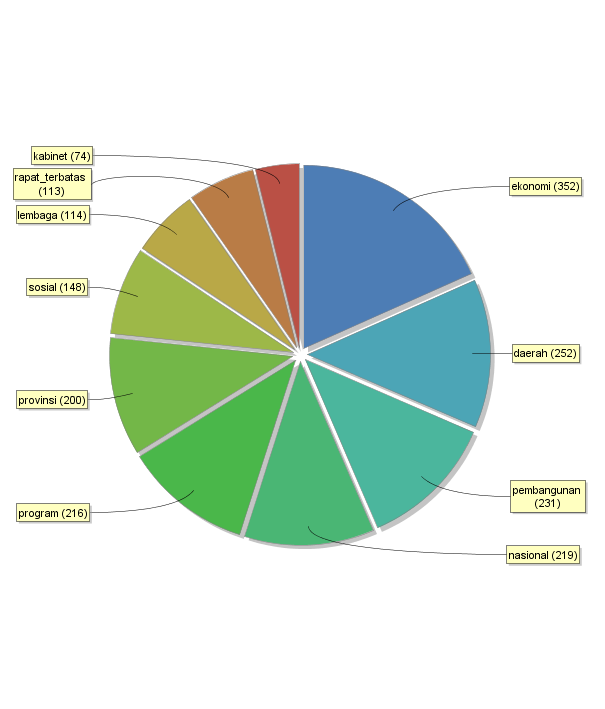 kabinet (74)
rapat_terbatas
(113)
lembaga (114)
sosial (148)
provinsi (200)
program (216)
ekonomi (352)
daerah (252)
pembangunan
(231)
nasional (219)